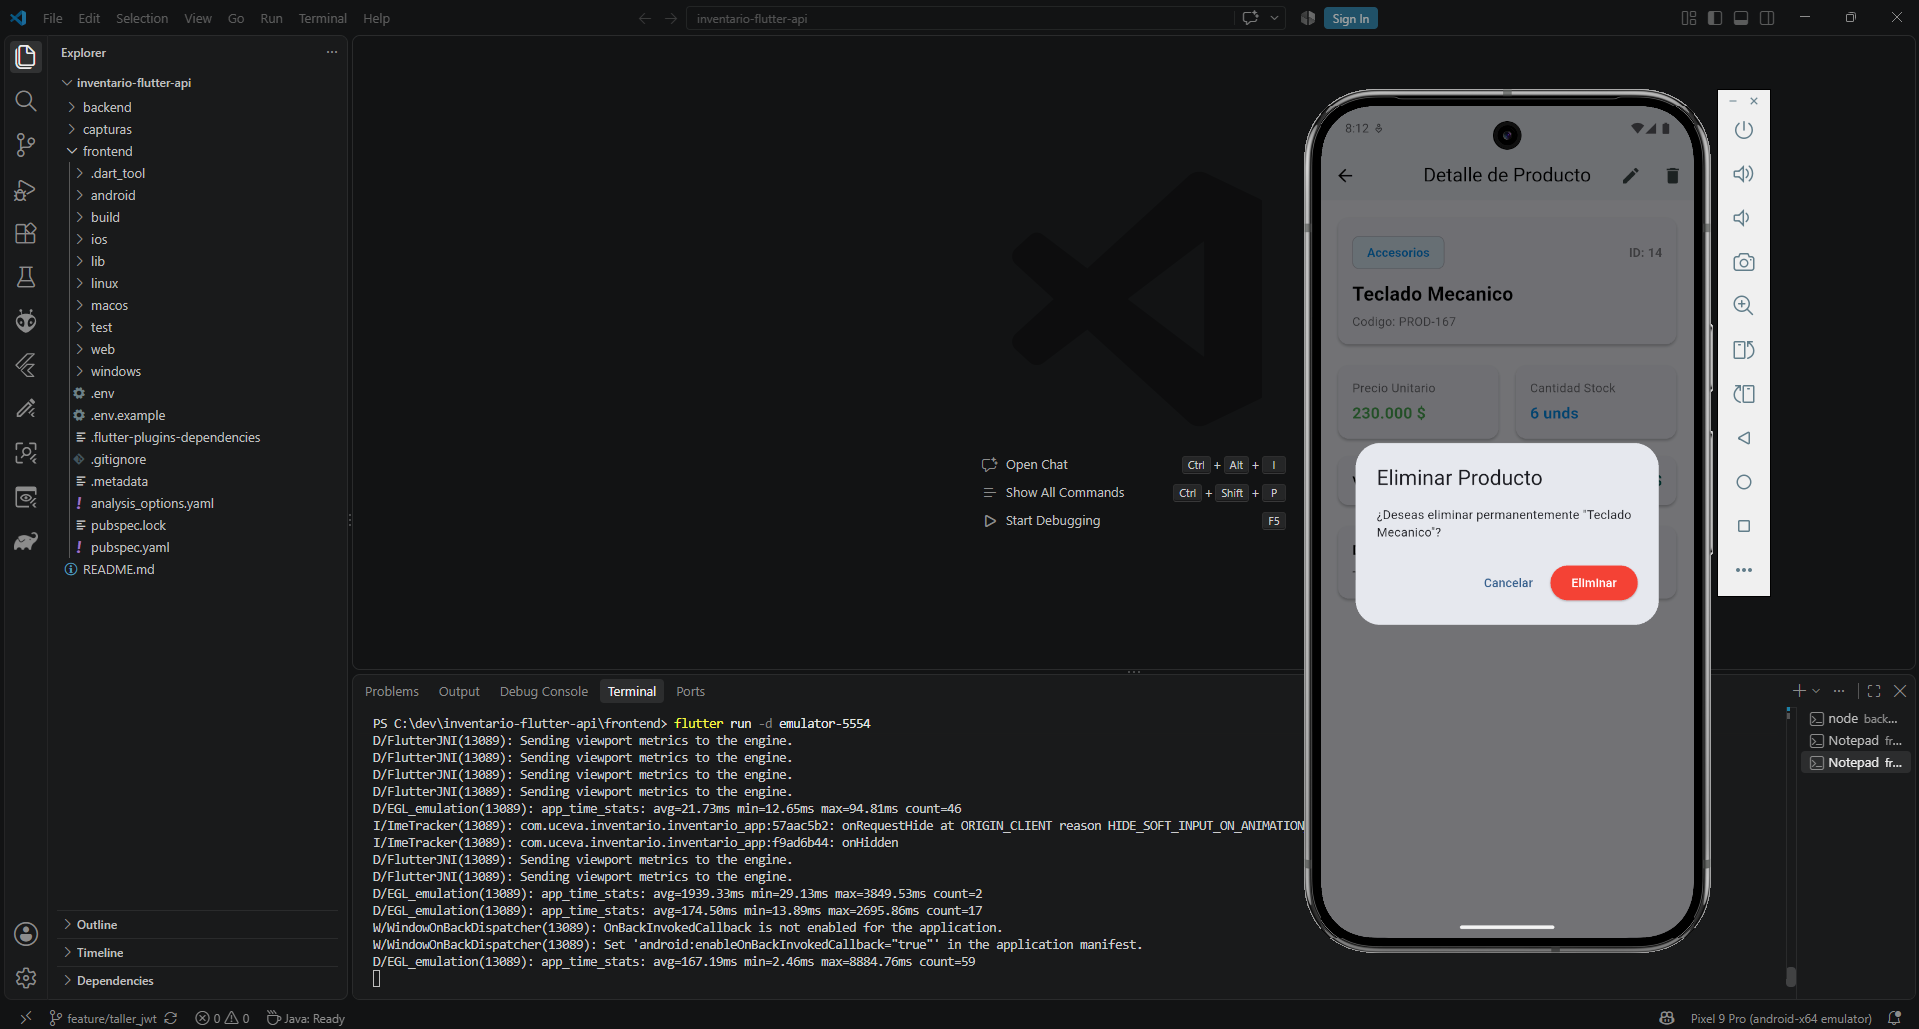 File Edit Selection View Go Run Terminal Help
inventario-flutter-api
Sign In
Explorer
inventario-flutter-api
backend
capturas
frontend
.dart_tool
android
build
ios
lib
linux
macos
test
web
windows
.env
.env.example
.flutter-plugins-dependencies
.gitignore
.metadata
analysis_options.yaml
pubspec.lock
pubspec.yaml
README.md
Outline
Timeline
Dependencies
Open Chat Ctrl + Alt + I
Show All Commands Ctrl + Shift + P
Start Debugging F5
8:12
Detalle de Producto
Accesorios ID: 14
Teclado Mecanico
Codigo: PROD-167
Precio Unitario Cantidad Stock
230.000 $ 6 unds
Eliminar Producto
¿Deseas eliminar permanentemente "Teclado
Mecanico"?
Cancelar Eliminar
Problems Output Debug Console Terminal Ports
PS C:\dev\inventario-flutter-api\frontend> flutter run -d emulator-5554
D/FlutterJNI(13089): Sending viewport metrics to the engine.
D/FlutterJNI(13089): Sending viewport metrics to the engine.
D/FlutterJNI(13089): Sending viewport metrics to the engine.
D/FlutterJNI(13089): Sending viewport metrics to the engine.
D/EGL_emulation(13089): app_time_stats: avg=21.73ms min=12.65ms max=94.81ms count=46
I/ImeTracker(13089): com.uceva.inventario.inventario_app:57aac5b2: onRequestHide at ORIGIN_CLIENT reason HIDE_SOFT_INPUT_ON_ANIMATION
I/ImeTracker(13089): com.uceva.inventario.inventario_app:f9ad6b44: onHidden
D/FlutterJNI(13089): Sending viewport metrics to the engine.
D/FlutterJNI(13089): Sending viewport metrics to the engine.
D/EGL_emulation(13089): app_time_stats: avg=1939.33ms min=29.13ms max=3849.53ms count=2
D/EGL_emulation(13089): app_time_stats: avg=174.50ms min=13.89ms max=2695.86ms count=17
W/WindowOnBackDispatcher(13089): OnBackInvokedCallback is not enabled for the application.
W/WindowOnBackDispatcher(13089): Set 'android:enableOnBackInvokedCallback="true"' in the application manifest.
D/EGL_emulation(13089): app_time_stats: avg=167.19ms min=2.46ms max=8884.76ms count=59
node back...
Notepad fr...
Notepad fr...
feature/taller_jwt 0 0 Java: Ready
Pixel 9 Pro (android-x64 emulator)